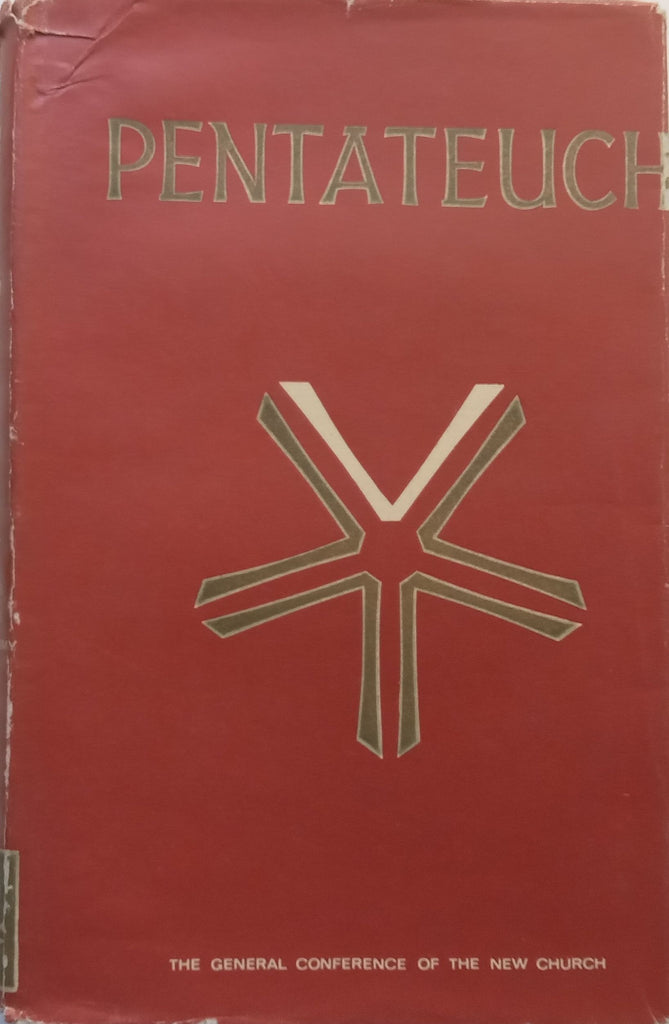 PENTATEUCH
THE GENERAL CONFERENCE OF THE NEW CHURCH